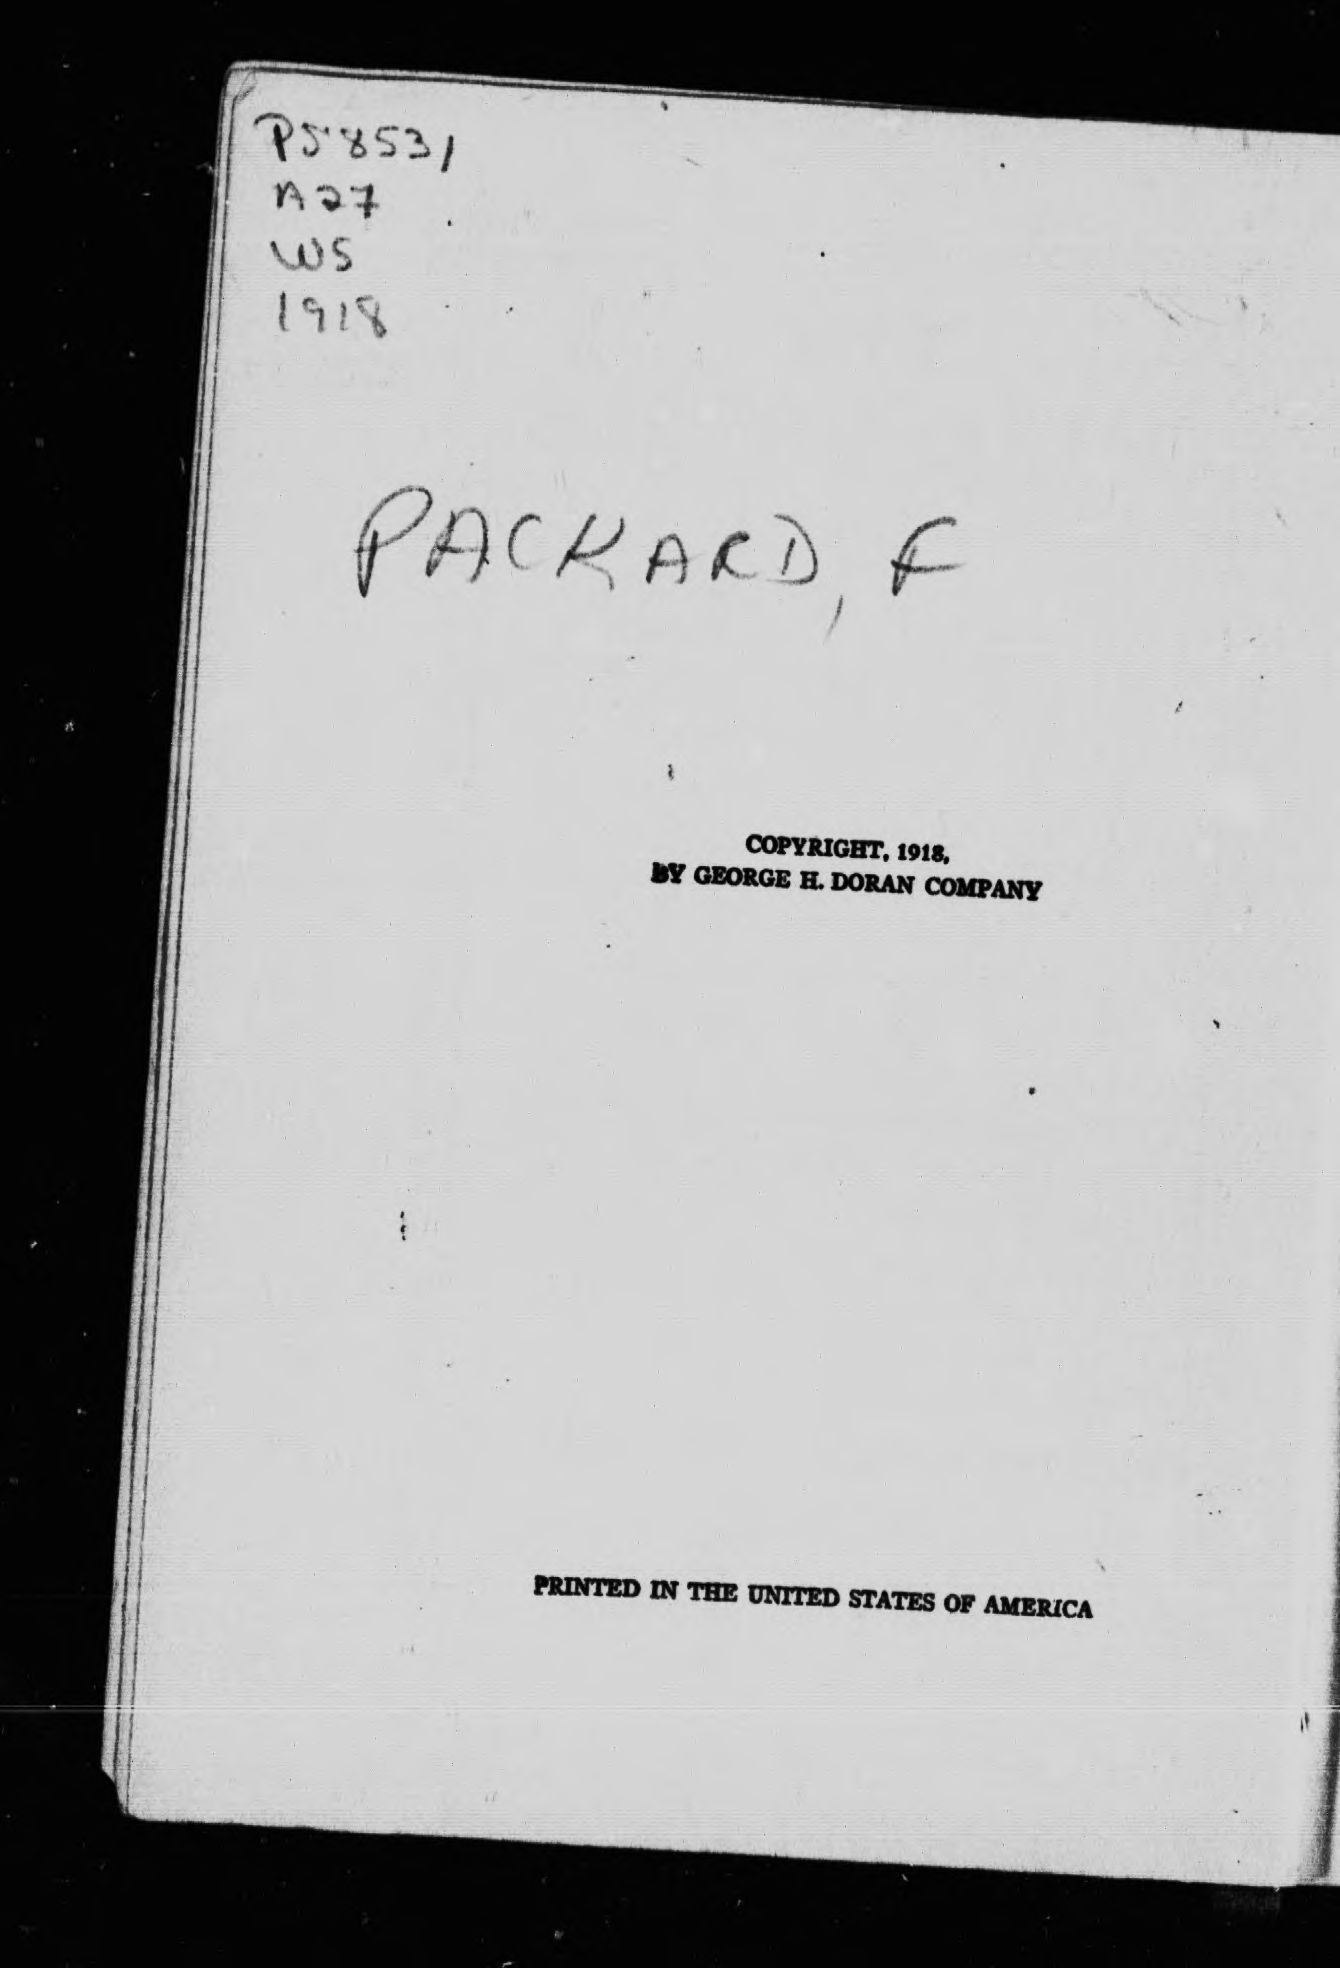 PS8531
A27
W5
1918
PACKARD, F
COPYRIGHT, 1918,
BY GEORGE H. DORAN COMPANY
PRINTED IN THE UNITED STATES OF AMERICA